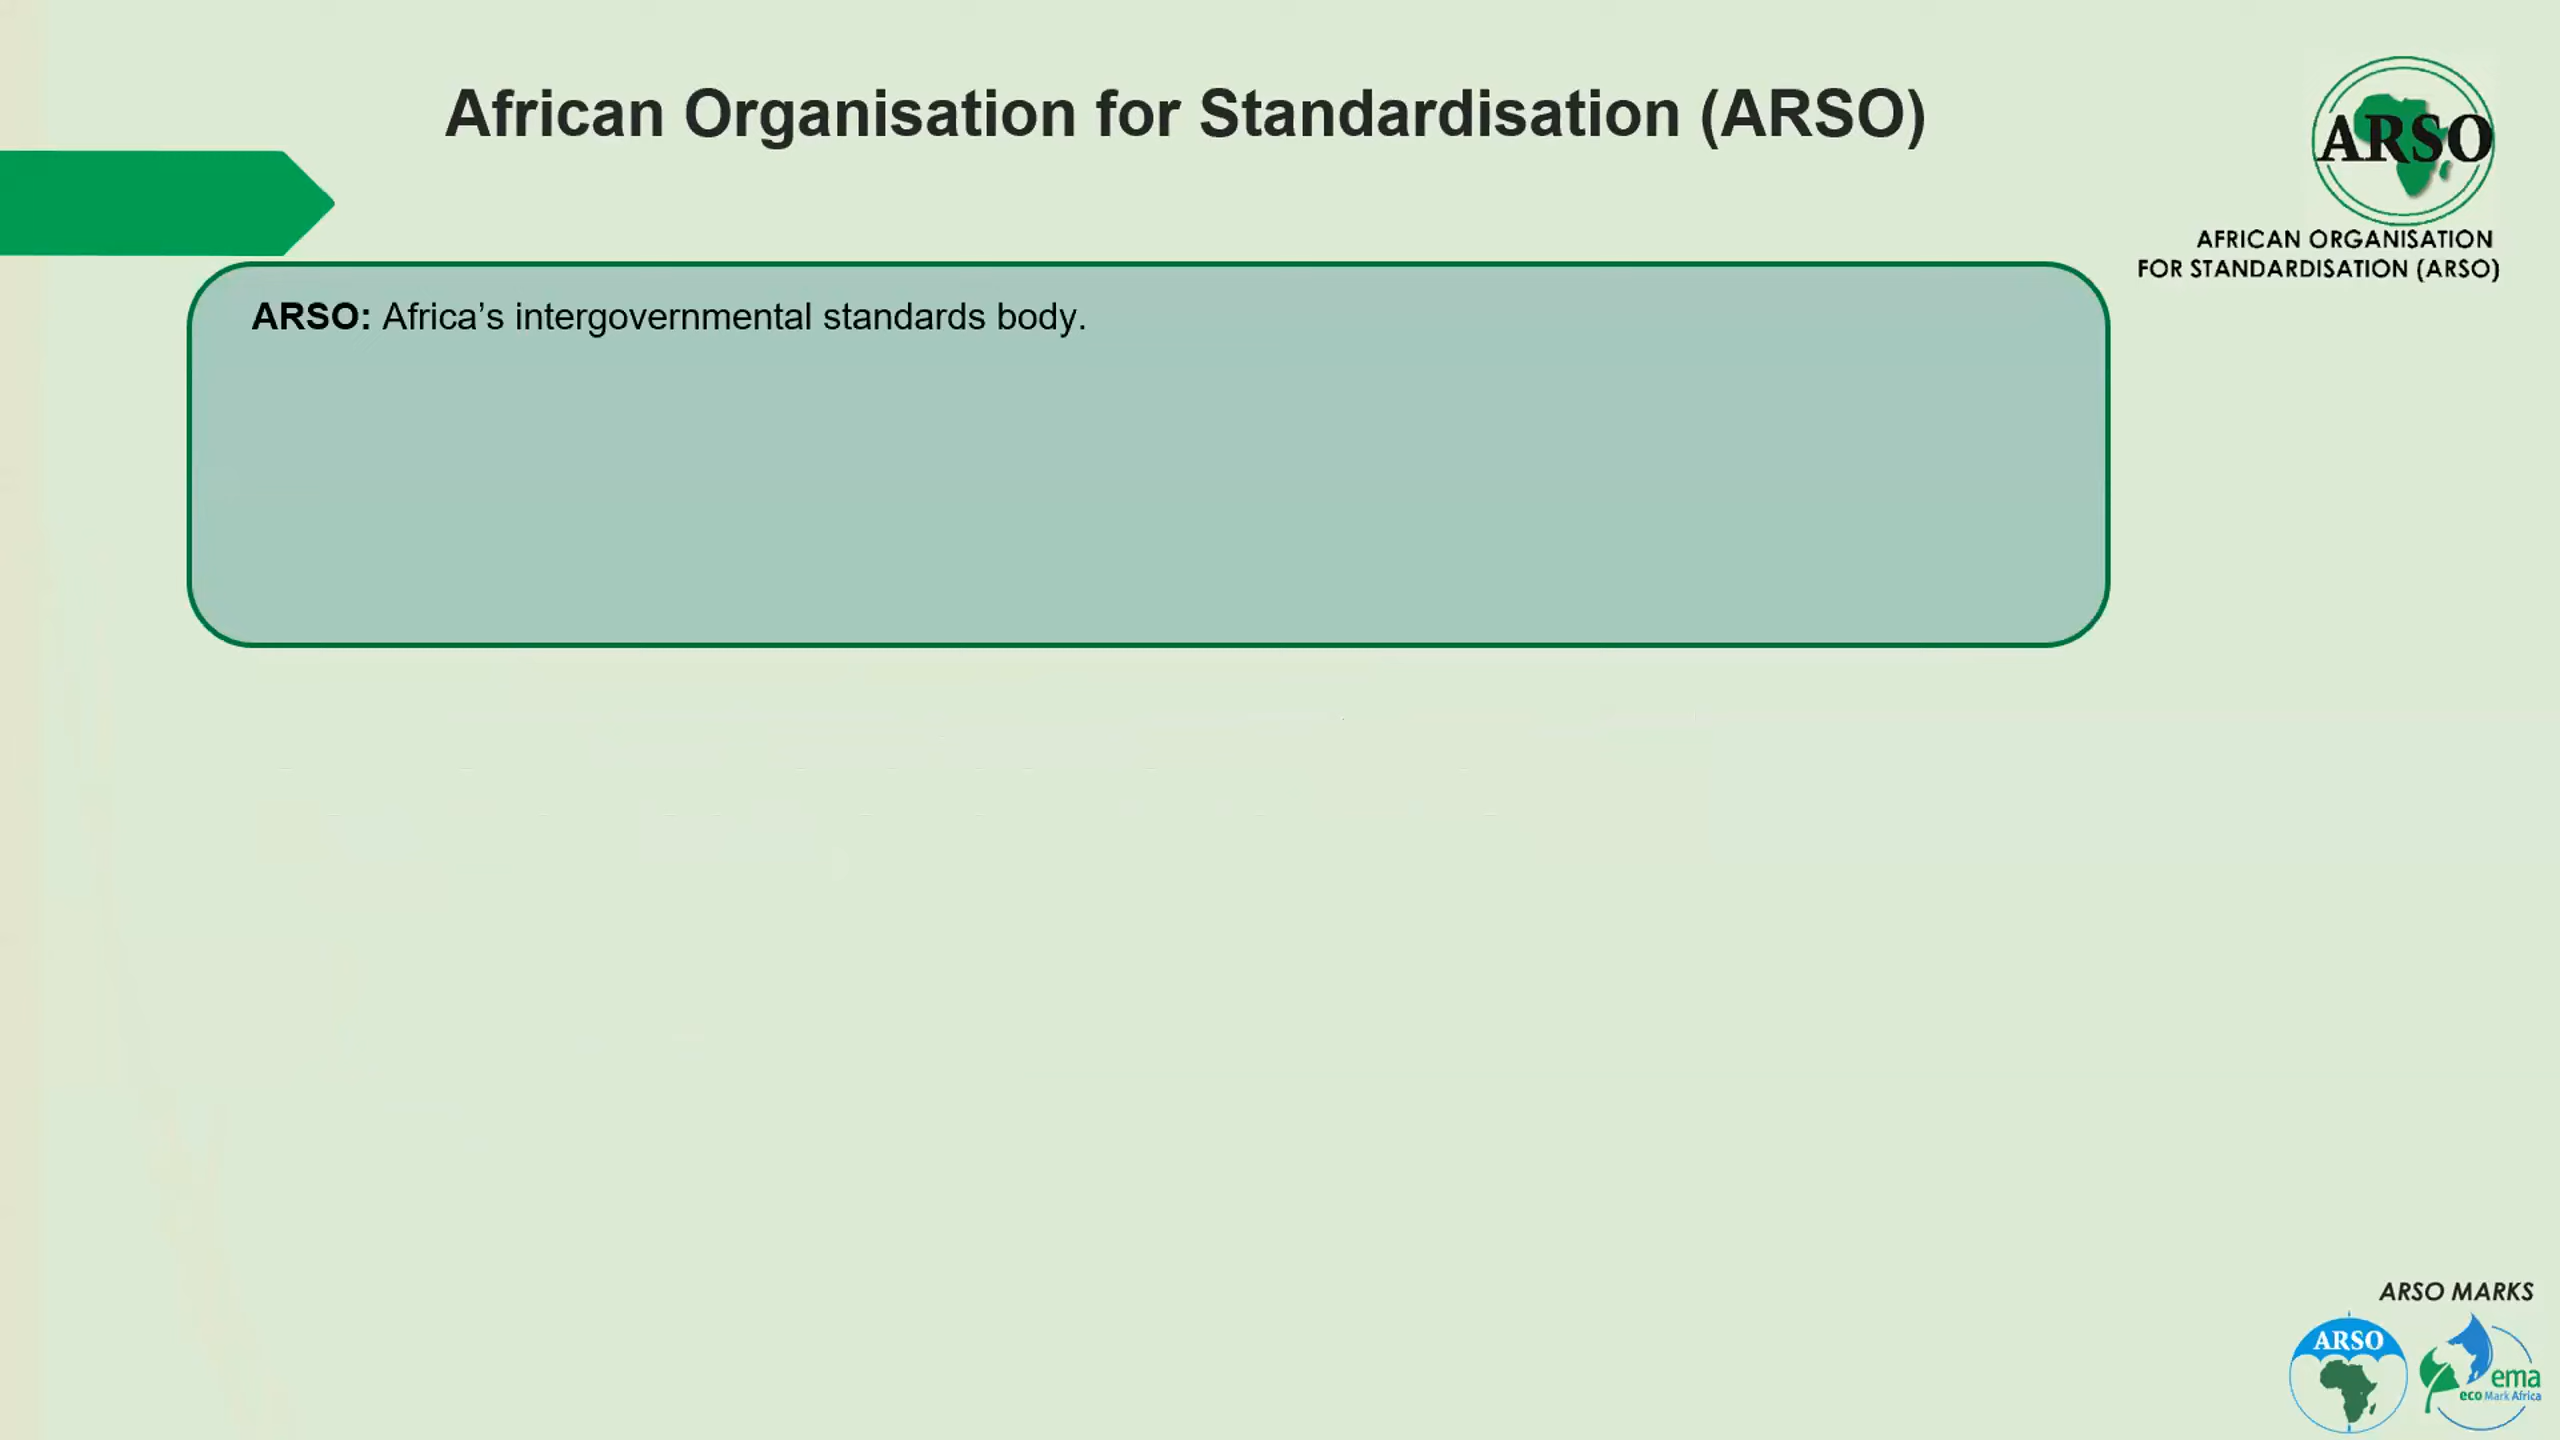 African Organisation for Standardisation (ARSO)
ARSO
AFRICAN ORGANISATION
FOR STANDARDISATION (ARSO)
ARSO: Africa’s intergovernmental standards body.
ARSO MARKS
ARSO
ema
eco Mark Africa